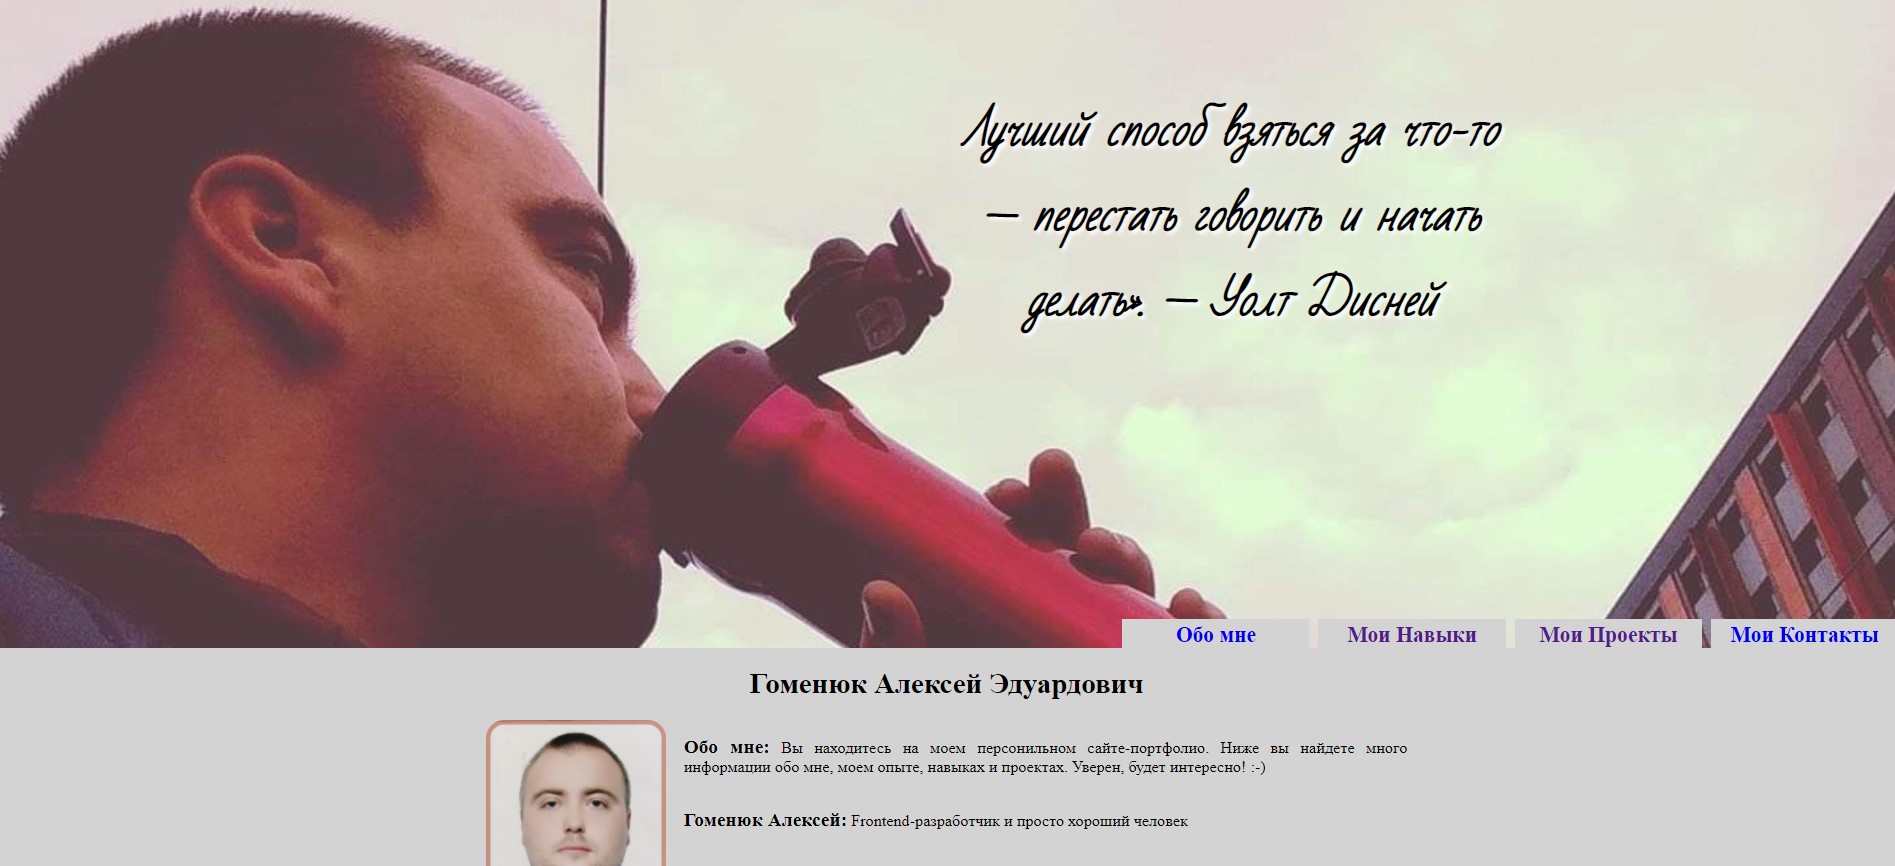 Лучший способ взяться за что-то
— перестать говорить и начать
делать». — Уолт Дисней
Обо мне Мои Навыки Мои Проекты Мои Контакты
Гоменюк Алексей Эдуардович
Обо мне: Вы находитесь на моем персонильном сайте-портфолио. Ниже вы найдете много
информации обо мне, моем опыте, навыках и проектах. Уверен, будет интересно! :-)
Гоменюк Алексей: Frontend-разработчик и просто хороший человек